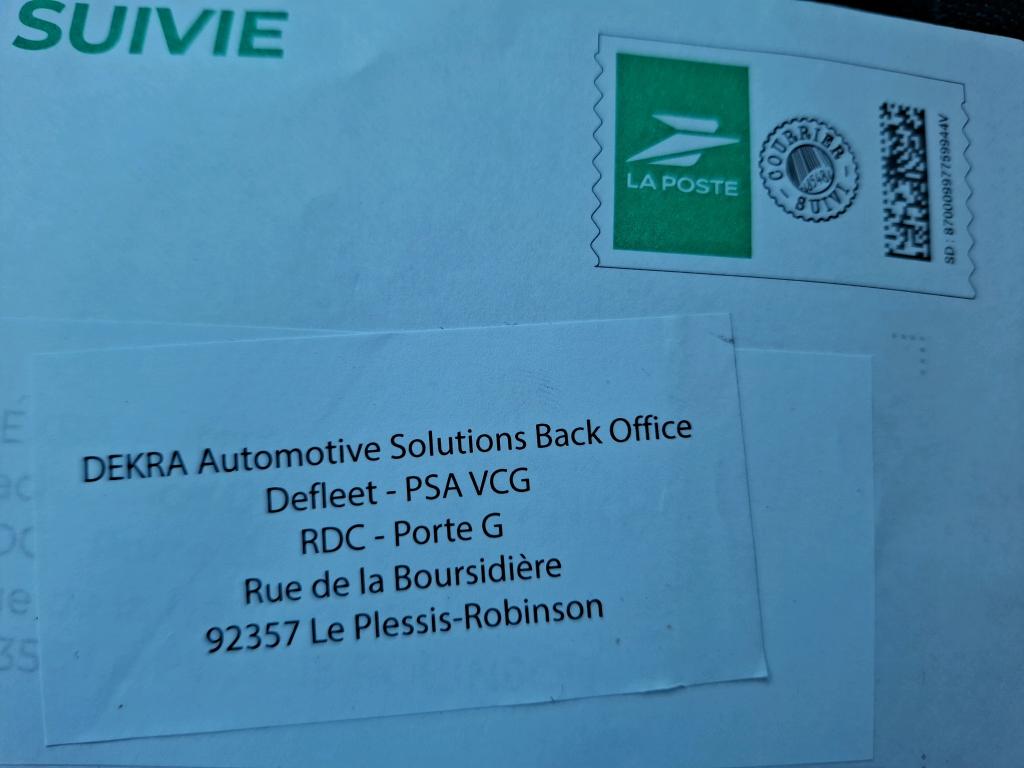 SUIVIE
LA POSTE
COURRIER
SUIVI
SD : 87000997759944V
DEKRA Automotive Solutions Back Office
Defleet - PSA VCG
RDC - Porte G
Rue de la Boursidière
92357 Le Plessis-Robinson